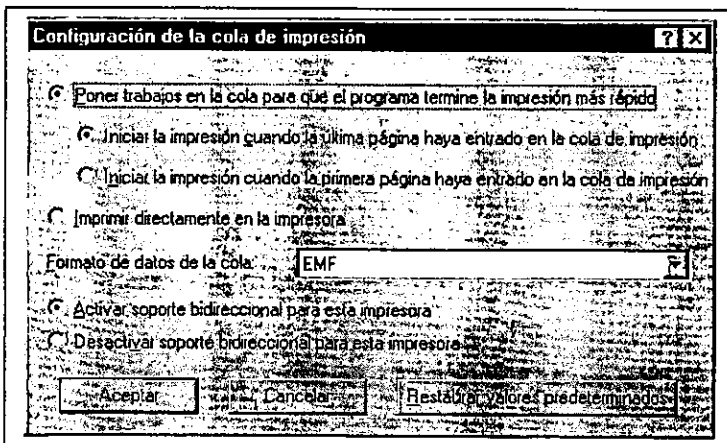 Configuración de la cola de impresión
Poner trabajos en la cola para que el programa termine la impresión más rápido
Iniciar la impresión cuando la última página haya entrado en la cola de impresión
Iniciar la impresión cuando la primera página haya entrado en la cola de impresión
Imprimir directamente en la impresora
Formato de datos de la cola: EMF
Activar soporte bidireccional para esta impresora
Desactivar soporte bidireccional para esta impresora
Aceptar Cancelar Restaurar valores predeterminados